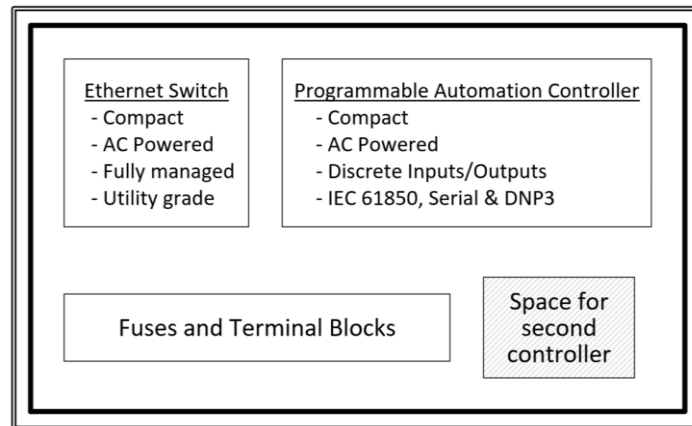 Ethernet Switch
- Compact
- AC Powered
- Fully managed
- Utility grade
Programmable Automation Controller
- Compact
- AC Powered
- Discrete Inputs/Outputs
- IEC 61850, Serial & DNP3
Fuses and Terminal Blocks
Space for
second
controller